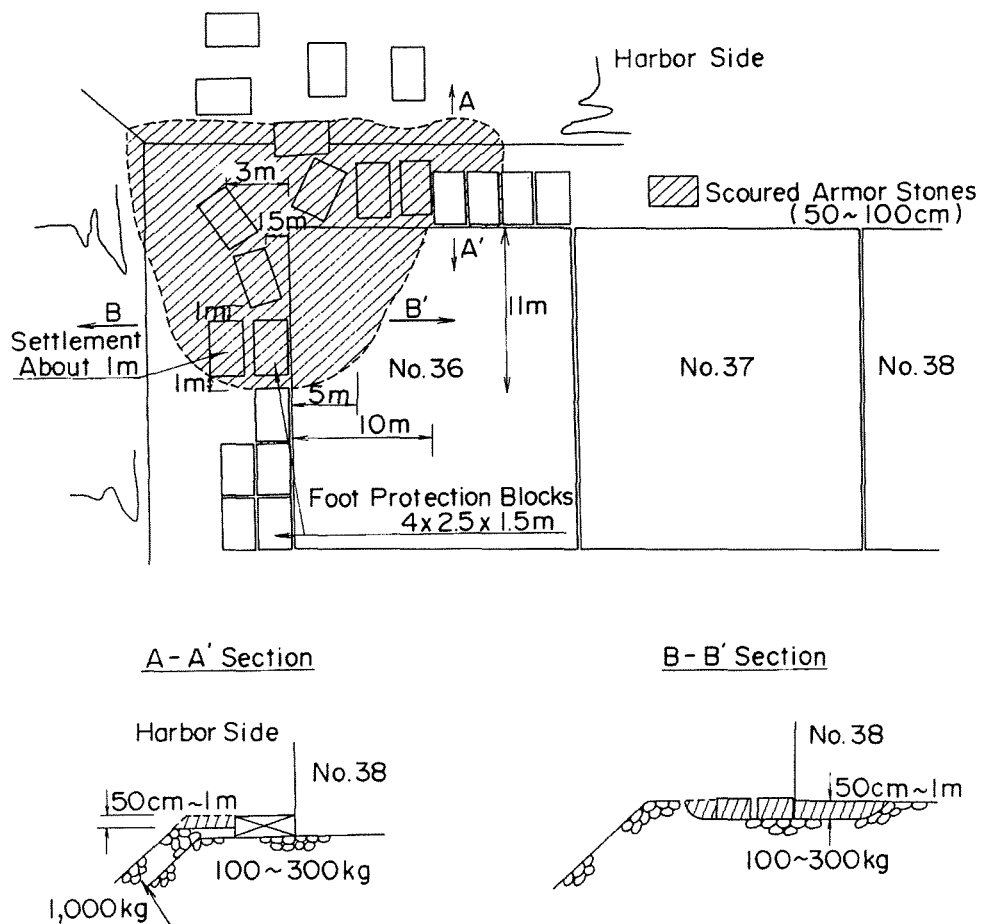 Harbor Side
A
3m
Scoured Armor Stones
(50~100cm)
1.5m
A'
1m
B
B'
11m
Settlement
About 1m
No.36
No.37
No.38
1m
5m
10m
Foot Protection Blocks
4x2.5x1.5m
A-A' Section
B-B' Section
Harbor Side
No.38
No.38
50cm~1m
50cm~1m
100~300kg
100~300kg
1,000kg